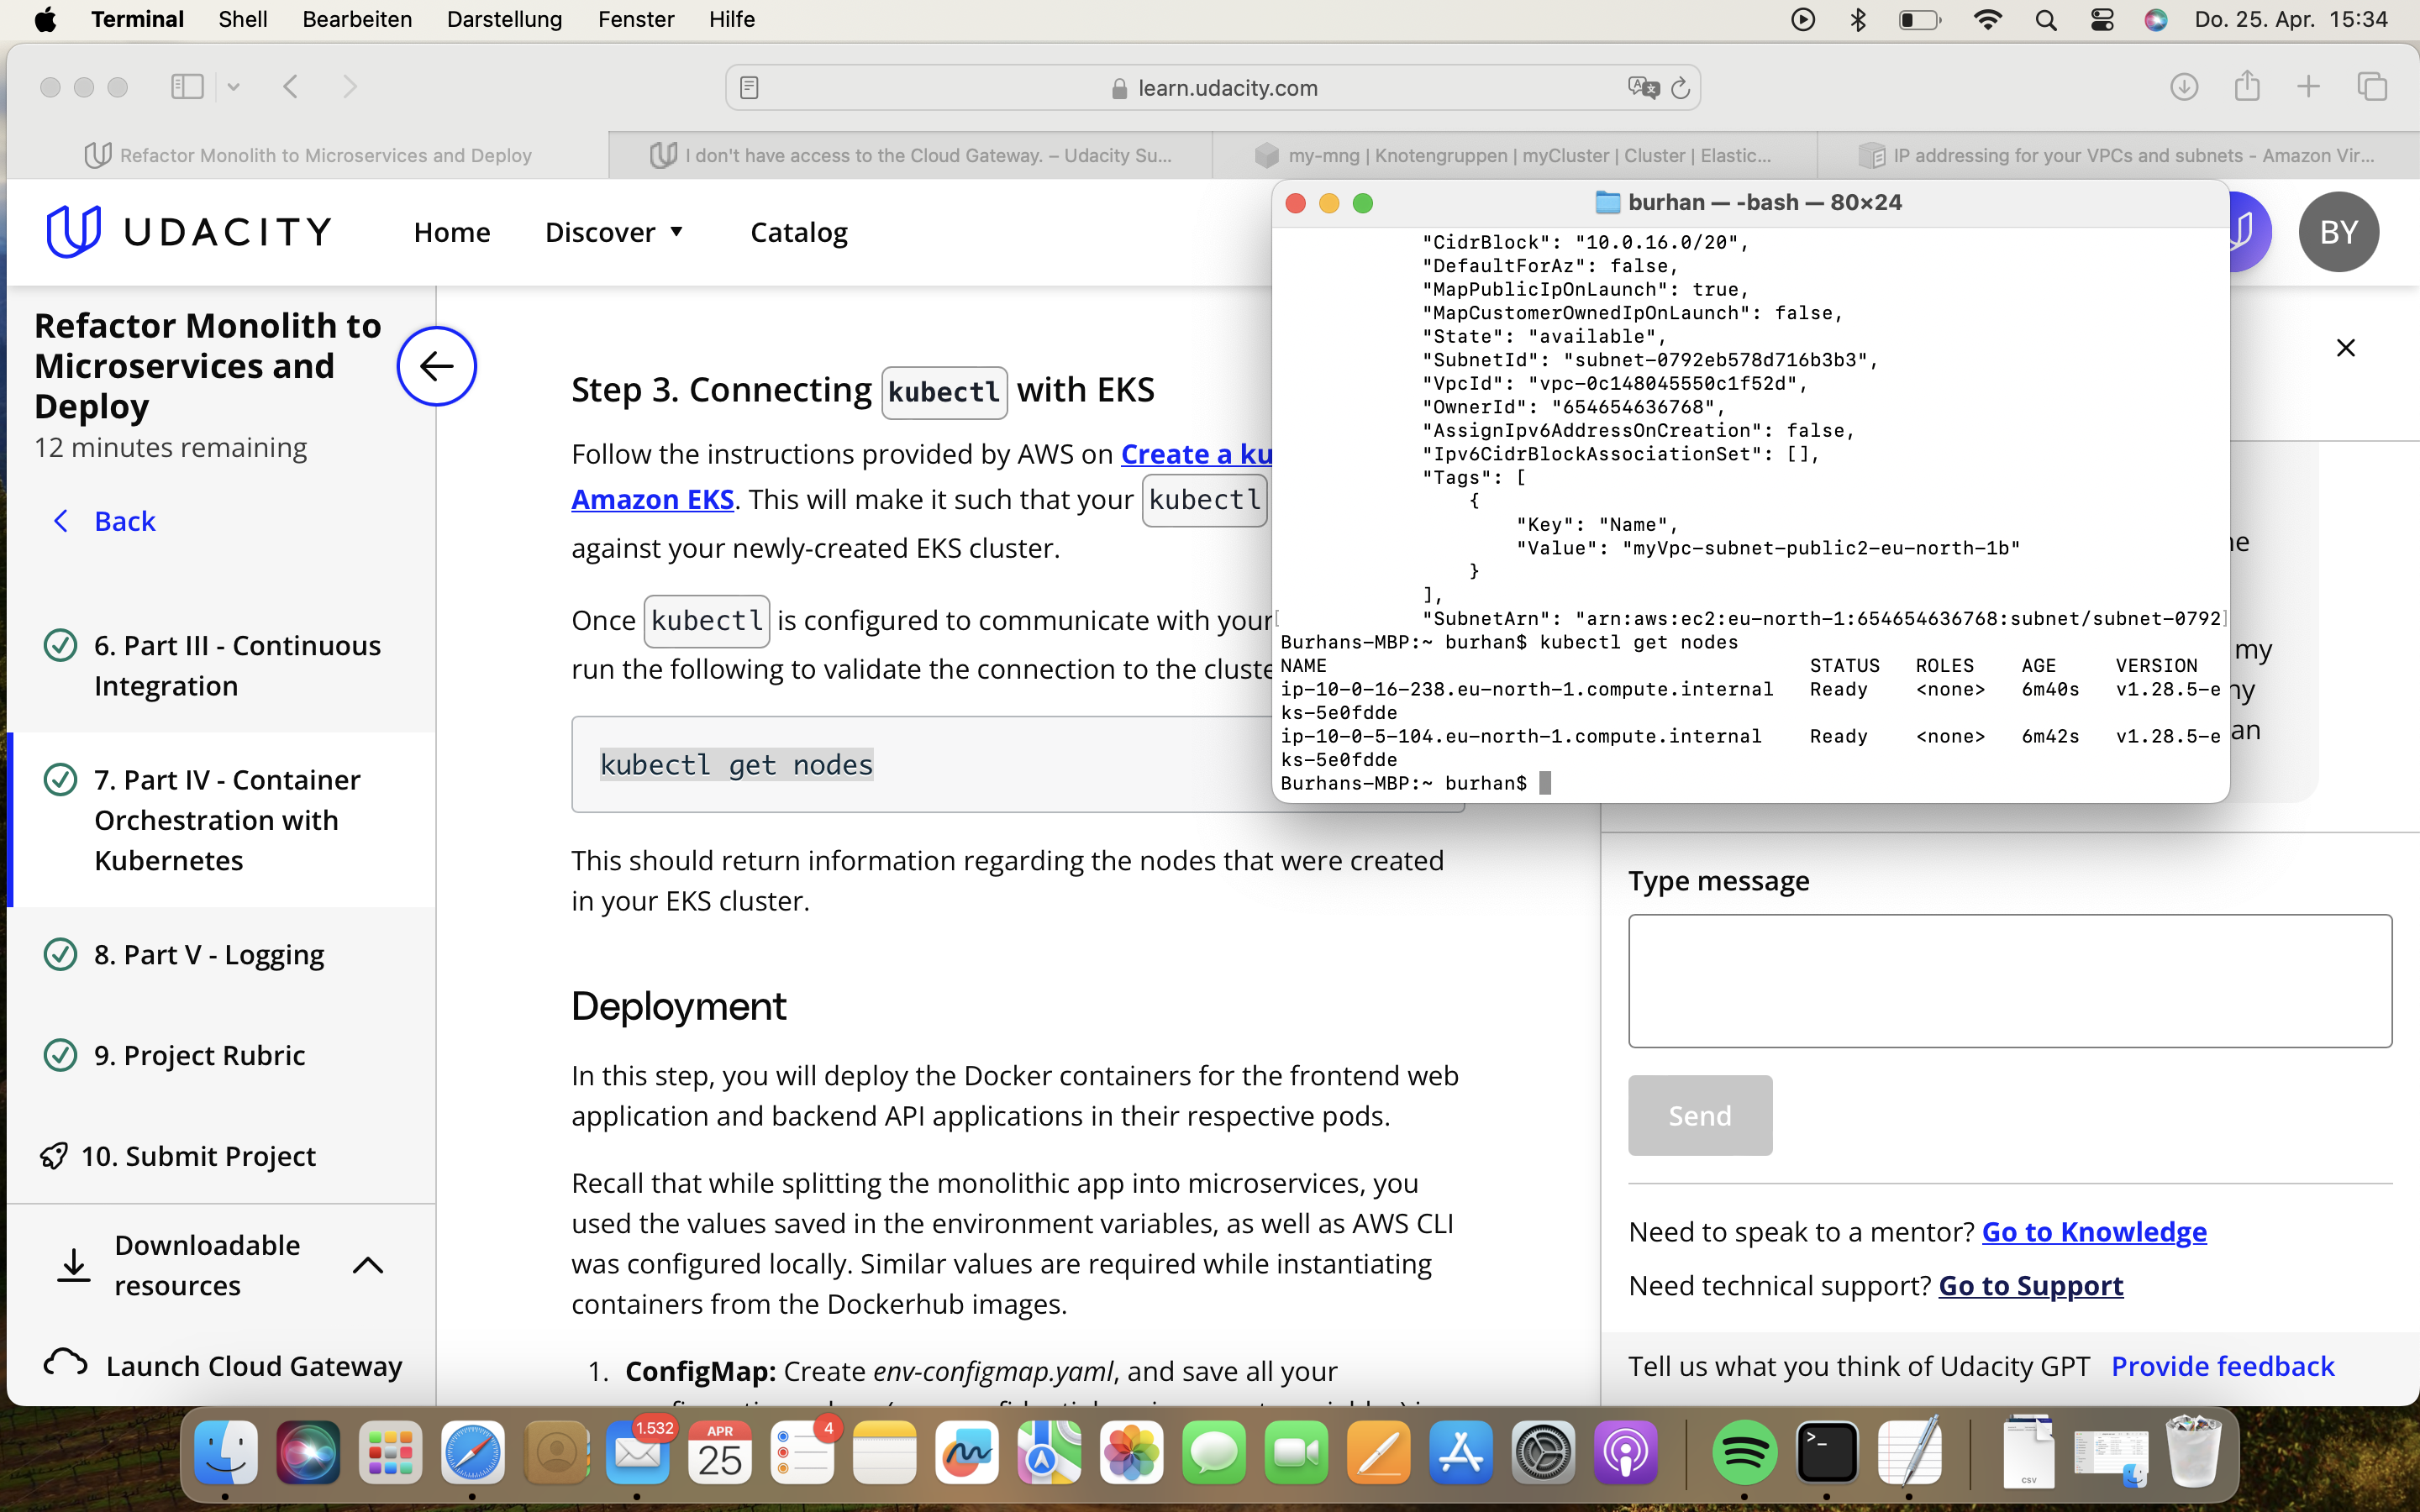 Terminal Shell Bearbeiten Darstellung Fenster Hilfe Do. 25. Apr. 15:34
learn.udacity.com
Refactor Monolith to Microservices and Deploy
I don't have access to the Cloud Gateway. – Udacity Su...
my-mng | Knotengruppen | myCluster | Cluster | Elastic...
IP addressing for your VPCs and subnets - Amazon Vir...
UDACITY Home Discover Catalog
BY
Refactor Monolith to
Microservices and
Deploy
12 minutes remaining
Back
6. Part III - Continuous
Integration
7. Part IV - Container
Orchestration with
Kubernetes
8. Part V - Logging
9. Project Rubric
10. Submit Project
Downloadable
resources
Launch Cloud Gateway
Step 3. Connecting kubectl with EKS
Follow the instructions provided by AWS on Create a ku
Amazon EKS. This will make it such that your kubectl
against your newly-created EKS cluster.
Once kubectl is configured to communicate with your
run the following to validate the connection to the cluste
kubectl get nodes
This should return information regarding the nodes that were created
in your EKS cluster.
Deployment
In this step, you will deploy the Docker containers for the frontend web
application and backend API applications in their respective pods.
Recall that while splitting the monolithic app into microservices, you
used the values saved in the environment variables, as well as AWS CLI
was configured locally. Similar values are required while instantiating
containers from the Dockerhub images.
1. ConfigMap: Create env-configmap.yaml, and save all your
burhan — -bash — 80×24
"CidrBlock": "10.0.16.0/20",
"DefaultForAz": false,
"MapPublicIpOnLaunch": true,
"MapCustomerOwnedIpOnLaunch": false,
"State": "available",
"SubnetId": "subnet-0792eb578d716b3b3",
"VpcId": "vpc-0c148045550c1f52d",
"OwnerId": "654654636768",
"AssignIpv6AddressOnCreation": false,
"Ipv6CidrBlockAssociationSet": [],
"Tags": [
{
"Key": "Name",
"Value": "myVpc-subnet-public2-eu-north-1b"
}
],
"SubnetArn": "arn:aws:ec2:eu-north-1:654654636768:subnet/subnet-0792
Burhans-MBP:~ burhan$ kubectl get nodes
NAME STATUS ROLES AGE VERSION
ip-10-0-16-238.eu-north-1.compute.internal Ready <none> 6m40s v1.28.5-e
ks-5e0fdde
ip-10-0-5-104.eu-north-1.compute.internal Ready <none> 6m42s v1.28.5-e
ks-5e0fdde
Burhans-MBP:~ burhan$
my
an
Type message
Send
Need to speak to a mentor? Go to Knowledge
Need technical support? Go to Support
Tell us what you think of Udacity GPT Provide feedback
1.532
APR
25
4
>_
CSV